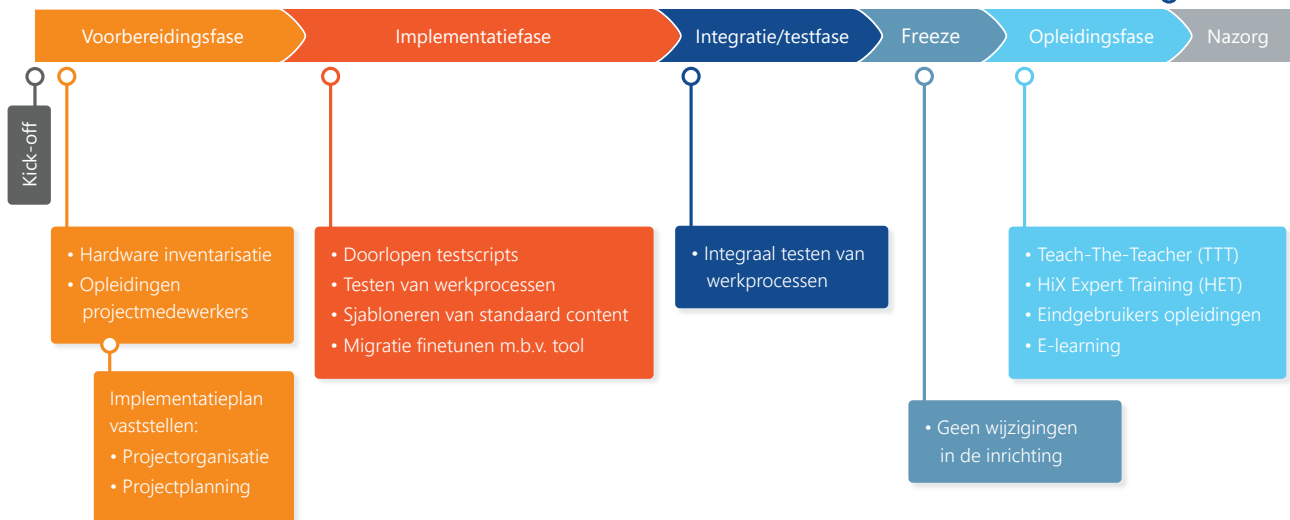 Voorbereidingsfase
Implementatiefase
Integratie/testfase
Freeze
Opleidingsfase
Nazorg
Kick-off
• Hardware inventarisatie
• Opleidingen
projectmedewerkers
Implementatieplan
vaststellen:
• Projectorganisatie
• Projectplanning
• Doorlopen testscripts
• Testen van werkprocessen
• Sjabloneren van standaard content
• Migratie finetunen m.b.v. tool
• Integraal testen van
werkprocessen
• Geen wijzigingen
in de inrichting
• Teach-The-Teacher (TTT)
• HiX Expert Training (HET)
• Eindgebruikers opleidingen
• E-learning